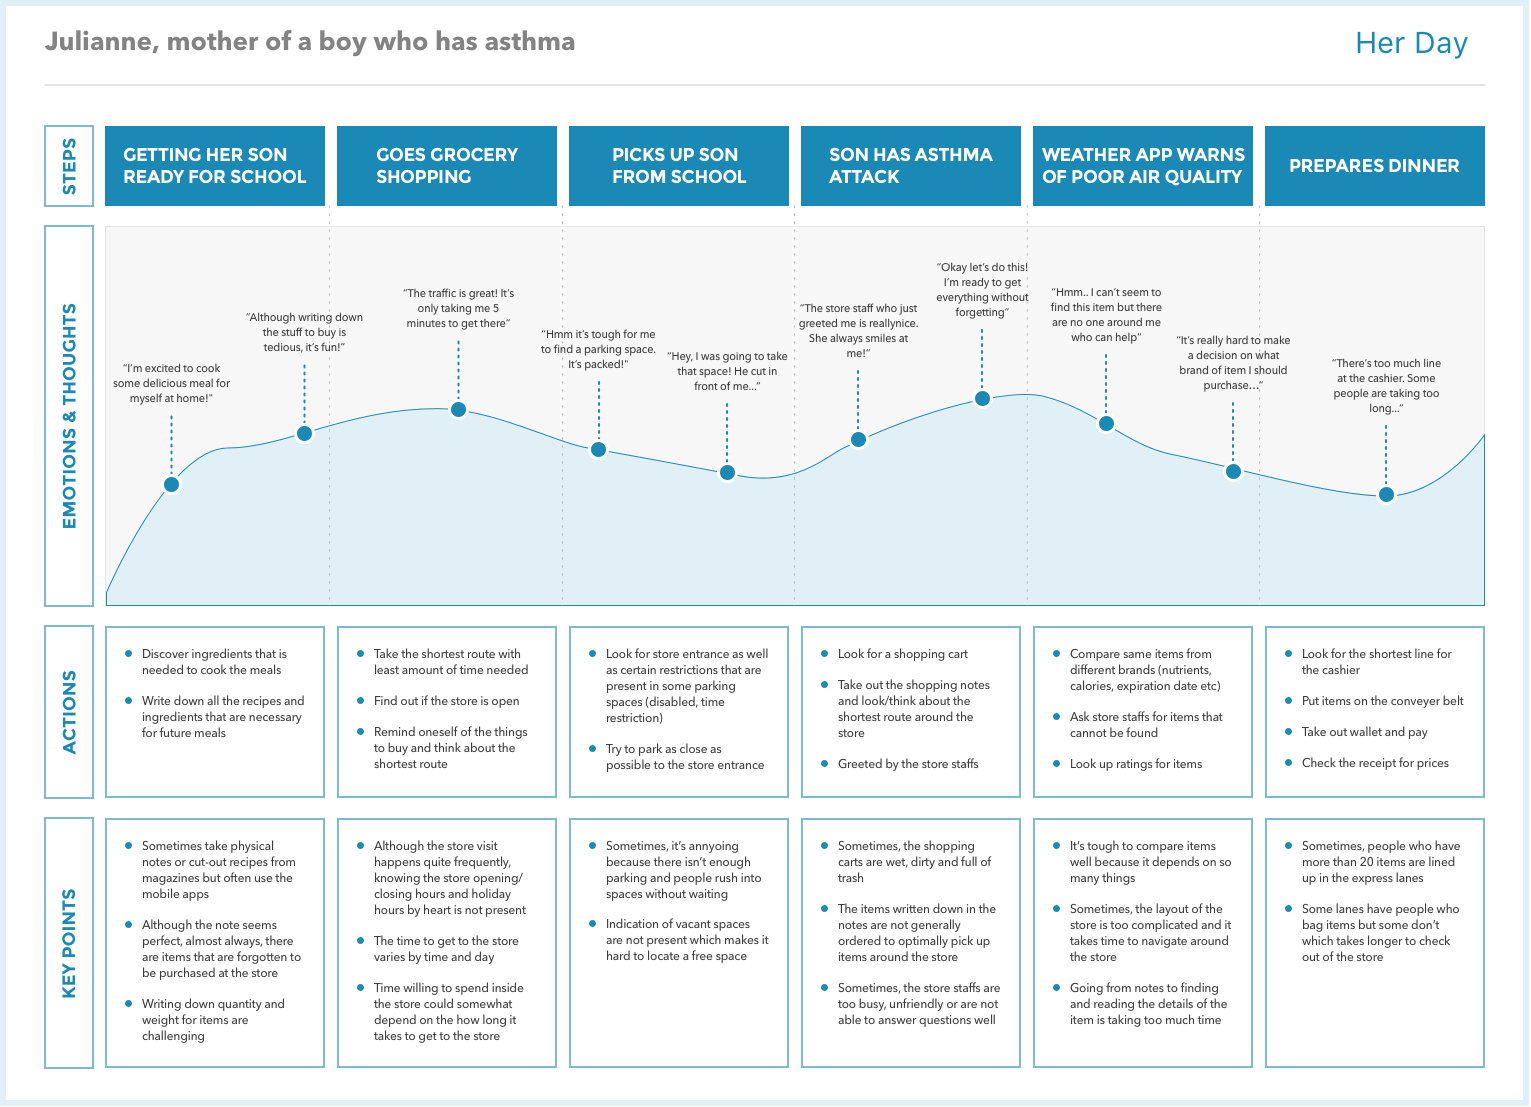 Julianne, mother of a boy who has asthma
Her Day
STEPS
GETTING HER SON
READY FOR SCHOOL
GOES GROCERY
SHOPPING
PICKS UP SON
FROM SCHOOL
SON HAS ASTHMA
ATTACK
WEATHER APP WARNS
OF POOR AIR QUALITY
PREPARES DINNER
EMOTIONS & THOUGHTS
“I’m excited to cook
some delicious meal for
myself at home!"
“Although writing down
the stuff to buy is
tedious, it’s fun!”
“The traffic is great! It’s
only taking me 5
minutes to get there”
“Hmm it’s tough for me
to find a parking space.
It’s packed!"
“Hey, I was going to take
that space! He cut in
front of me...”
“The store staff who just
greeted me is reallynice.
She always smiles at
me!”
“Okay let’s do this!
I’m ready to get
everything without
forgetting”
“Hmm.. I can’t seem to
find this item but there
are no one around me
who can help”
“It’s really hard to make
a decision on what
brand of item I should
purchase...”
“There’s too much line
at the cashier. Some
people are taking too
long...”
ACTIONS
Discover ingredients that is
needed to cook the meals
Write down all the recipes and
ingredients that are necessary
for future meals
Take the shortest route with
least amount of time needed
Find out if the store is open
Remind oneself of the things
to buy and think about the
shortest route
Look for store entrance as well
as certain restrictions that are
present in some parking
spaces (disabled, time
restriction)
Try to park as close as
possible to the store entrance
Look for a shopping cart
Take out the shopping notes
and look/think about the
shortest route around the
store
Greeted by the store staffs
Compare same items from
different brands (nutrients,
calories, expiration date etc)
Ask store staffs for items that
cannot be found
Look up ratings for items
Look for the shortest line for
the cashier
Put items on the conveyer belt
Take out wallet and pay
Check the receipt for prices
KEY POINTS
Sometimes take physical
notes or cut-out recipes from
magazines but often use the
mobile apps
Although the note seems
perfect, almost always, there
are items that are forgotten to
be purchased at the store
Writing down quantity and
weight for items are
challenging
Although the store visit
happens quite frequently,
knowing the store opening/
closing hours and holiday
hours by heart is not present
The time to get to the store
varies by time and day
Time willing to spend inside
the store could somewhat
depend on the how long it
takes to get to the store
Sometimes, it’s annyoing
because there isn’t enough
parking and people rush into
spaces without waiting
Indication of vacant spaces
are not present which makes it
hard to locate a free space
Sometimes, the shopping
carts are wet, dirty and full of
trash
The items written down in the
notes are not generally
ordered to optimally pick up
items around the store
Sometimes, the store staffs are
too busy, unfriendly or are not
able to answer questions well
It’s tough to compare items
well because it depends on so
many things
Sometimes, the layout of the
store is too complicated and it
takes time to navigate around
the store
Going from notes to finding
and reading the details of the
item is taking too much time
Sometimes, people who have
more than 20 items are lined
up in the express lanes
Some lanes have people who
bag items but some don’t
which takes longer to check
out of the store